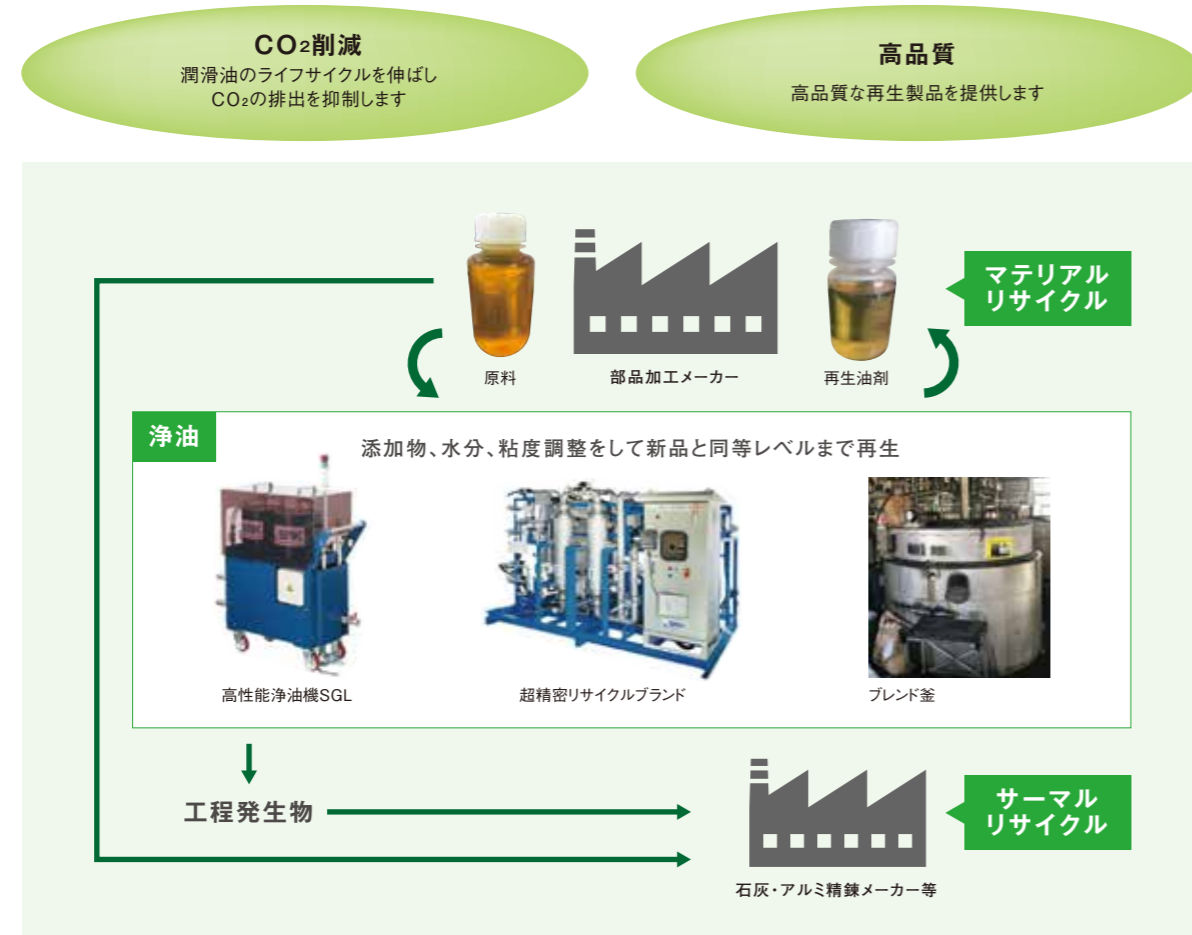 CO₂削減
潤滑油のライフサイクルを伸ばし
CO₂の排出を抑制します
高品質
高品質な再生製品を提供します
マテリアル
リサイクル
原料
部品加工メーカー
再生油剤
浄油
添加物、水分、粘度調整をして新品と同等レベルまで再生
高性能浄油機SGL
超精密リサイクルブランド
ブレンド釜
工程発生物
サーマル
リサイクル
石灰・アルミ精錬メーカー等